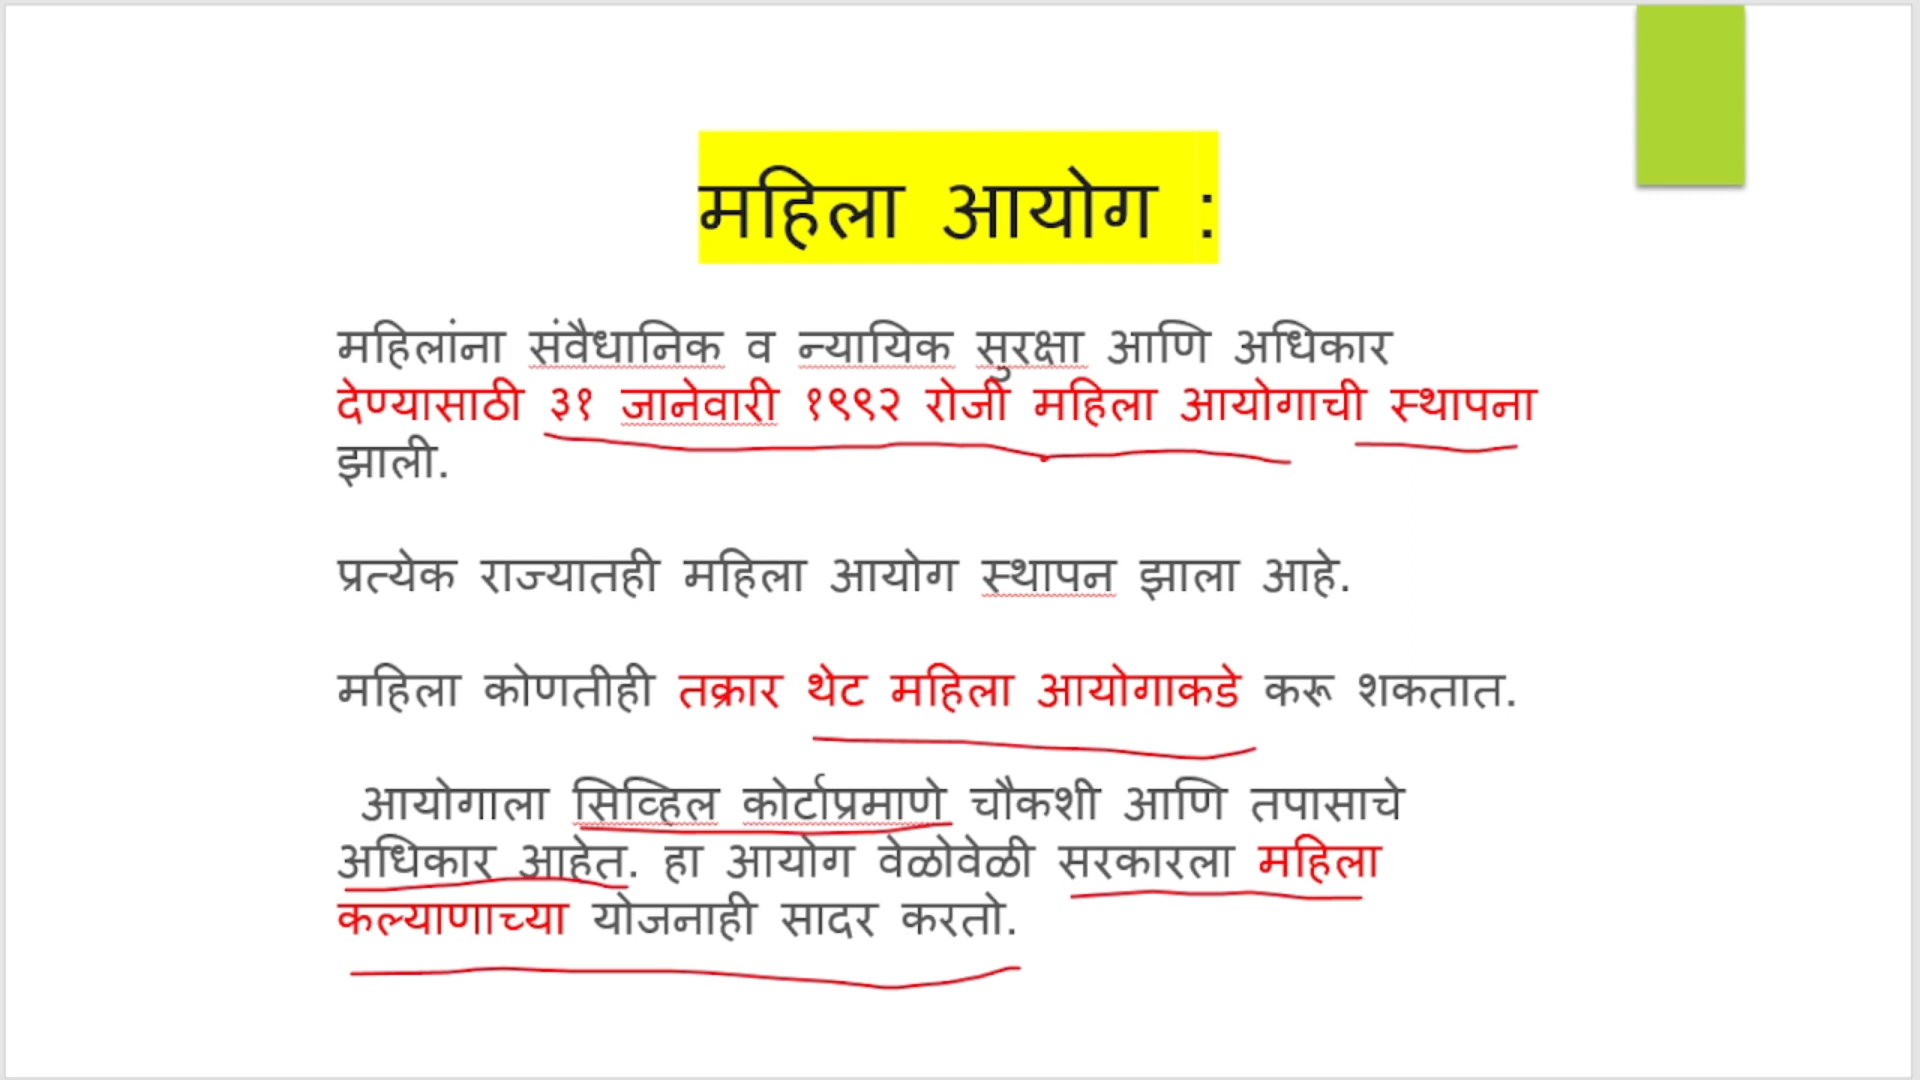 महिला आयोग :
महिलांना संवैधानिक व न्यायिक सुरक्षा आणि अधिकार
देण्यासाठी ३१ जानेवारी १९९२ रोजी महिला आयोगाची स्थापना
झाली.
प्रत्येक राज्यातही महिला आयोग स्थापन झाला आहे.
महिला कोणतीही तक्रार थेट महिला आयोगाकडे करू शकतात.
आयोगाला सिव्हिल कोर्टाप्रमाणे चौकशी आणि तपासाचे
अधिकार आहेत. हा आयोग वेळोवेळी सरकारला महिला
कल्याणाच्या योजनाही सादर करतो.